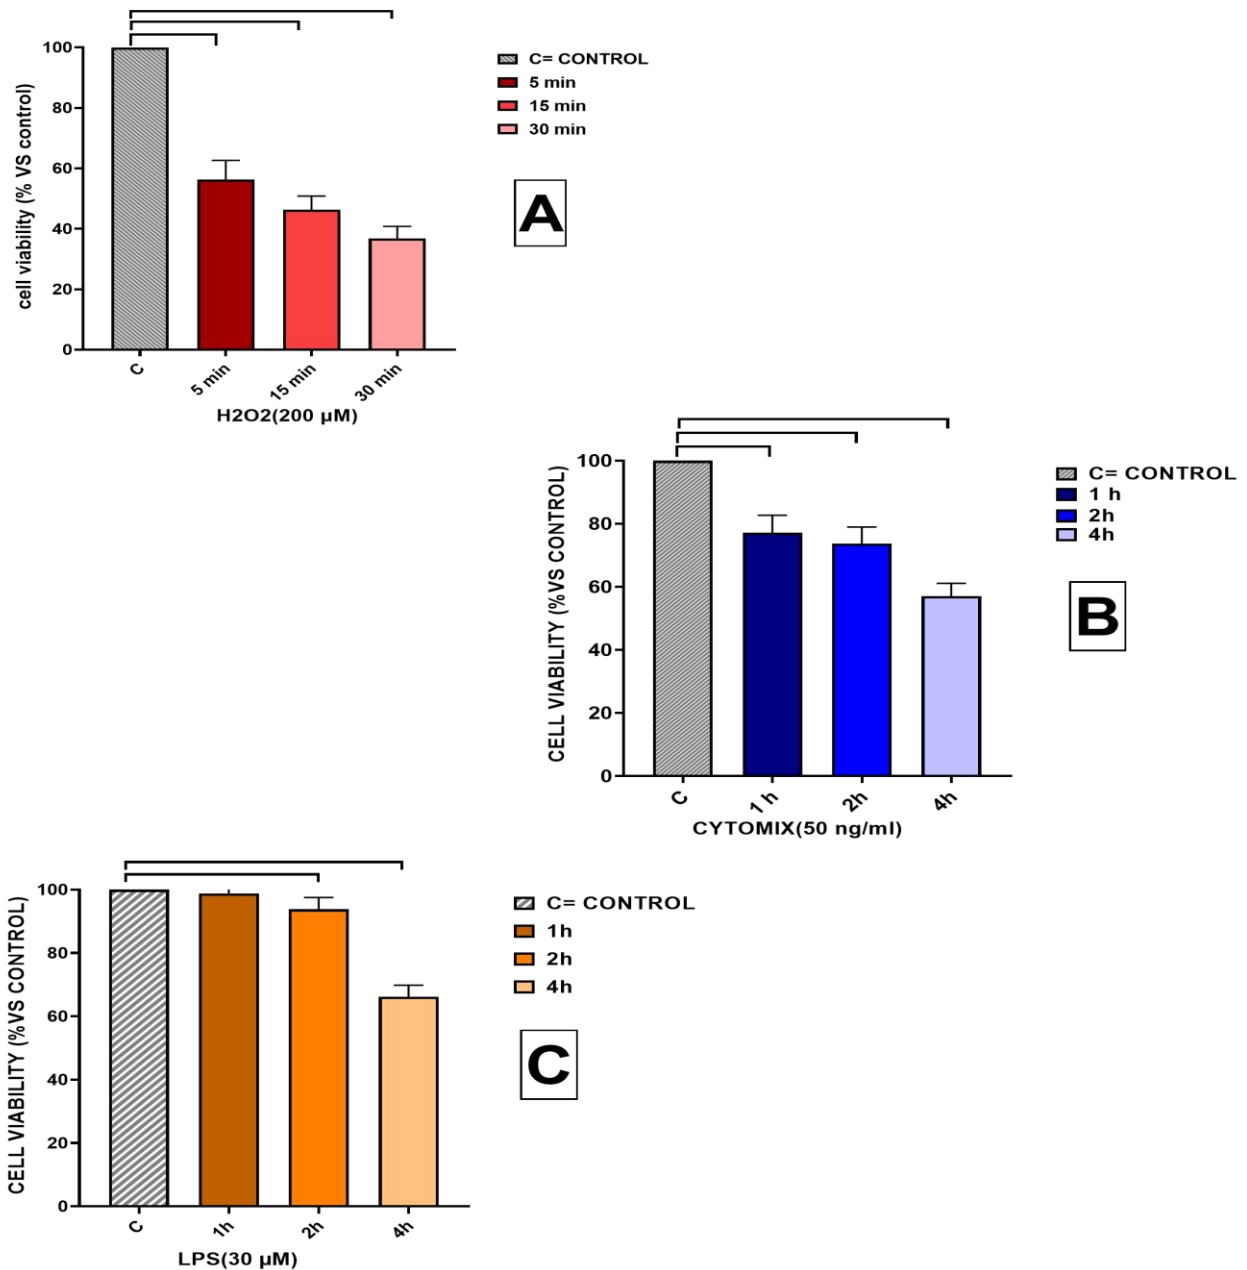 cell viability (% VS control)
100
80
60
40
20
0
C
5 min
15 min
30 min
H2O2(200 µM)
C= CONTROL
5 min
15 min
30 min
A
CELL VIABILITY (%VS CONTROL)
100
80
60
40
20
0
C
1 h
2h
4h
CYTOMIX(50 ng/ml)
C= CONTROL
1 h
2h
4h
B
CELL VIABILITY (%VS CONTROL)
100
80
60
40
20
0
C
1h
2h
4h
LPS(30 µM)
C= CONTROL
1h
2h
4h
C